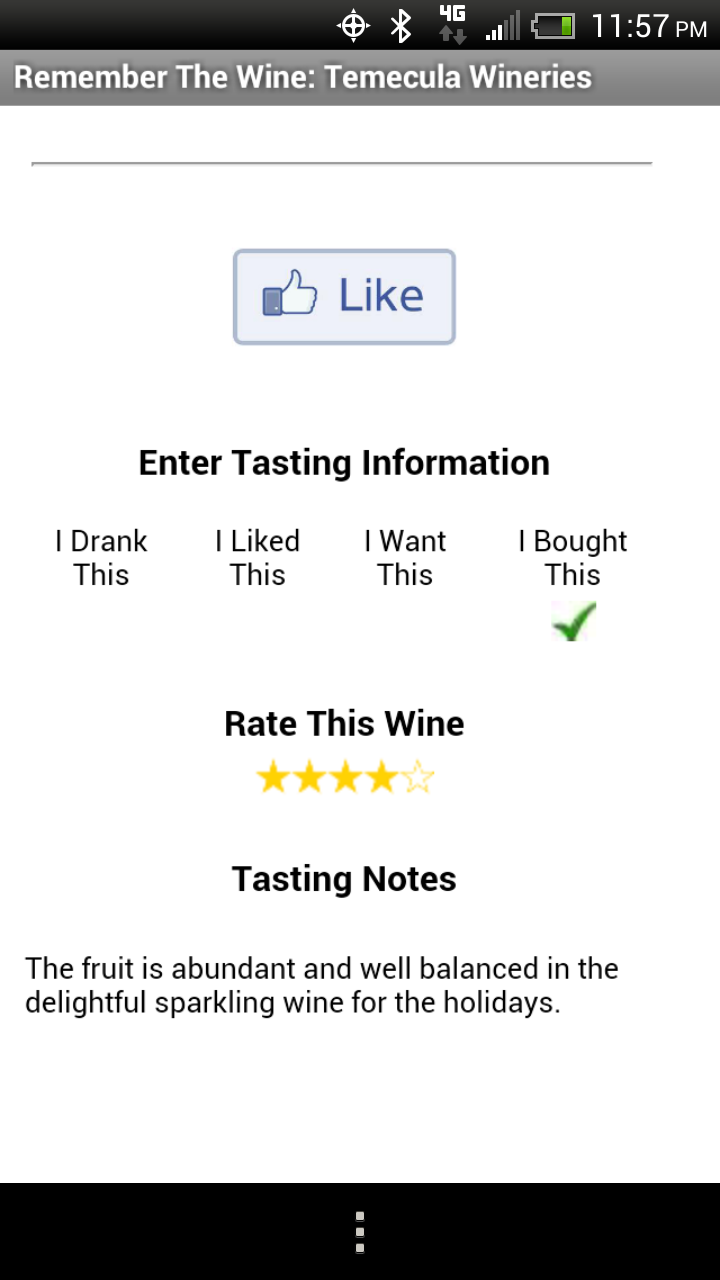 4G 11:57 PM
Remember The Wine: Temecula Wineries
Like
Enter Tasting Information
I Drank This
I Liked This
I Want This
I Bought This
Rate This Wine
Tasting Notes
The fruit is abundant and well balanced in the
delightful sparkling wine for the holidays.